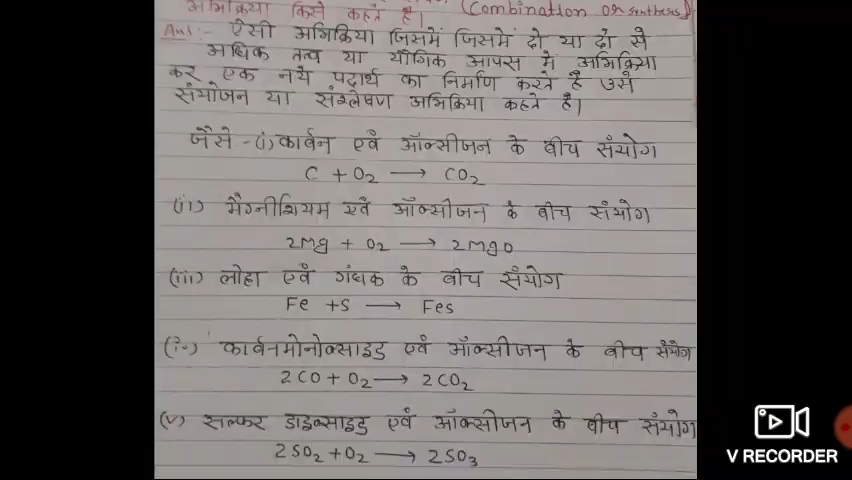 अभिक्रिया किसे कहते है। (Combination or synthesis)
Ans:- ऐसी अभिक्रिया जिसमें जिसमें दो या दो से
अधिक तत्व या यौगिक आपस में अभिक्रिया
कर एक नये पदार्थ का निर्माण करते है उसे
संयोजन या संश्लेषण अभिक्रिया कहते है।
जैसे - (i) कार्बन एवं ऑक्सीजन के बीच संयोग
C + O₂ → CO₂
(ii) मैग्नीशियम एवं ऑक्सीजन के बीच संयोग
2Mg + O₂ → 2MgO
(iii) लोहा एवं गंधक के बीच संयोग
Fe + S → Fes
(iv) कार्बनमोनोक्साइड एवं ऑक्सीजन के बीच संयोग
2CO + O₂ → 2CO₂
(v) सल्फर डाइक्साइड एवं ऑक्सीजन के बीच संयोग
2SO₂ + O₂ → 2SO₃
V RECORDER